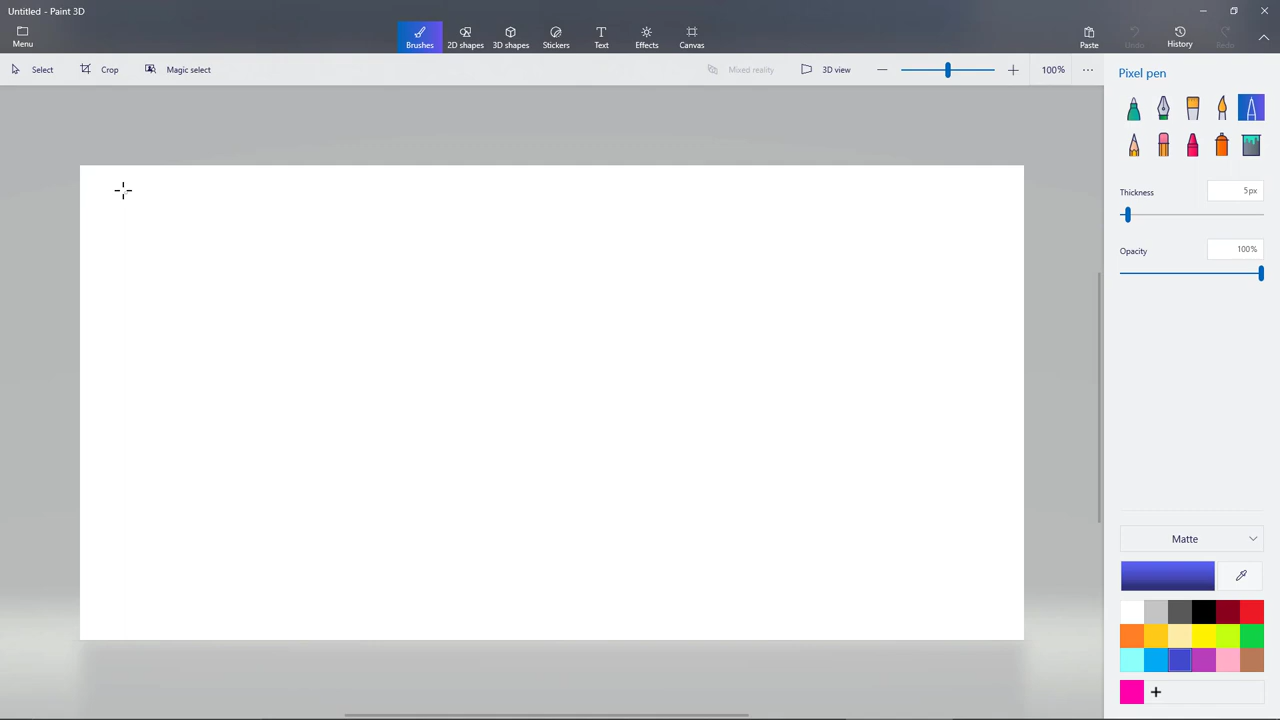 Untitled - Paint 3D
Menu
Brushes 2D shapes 3D shapes Stickers Text Effects Canvas
Paste Undo History Redo
Select Crop Magic select Mixed reality 3D view 100%
Pixel pen
Thickness 5px
Opacity 100%
Matte